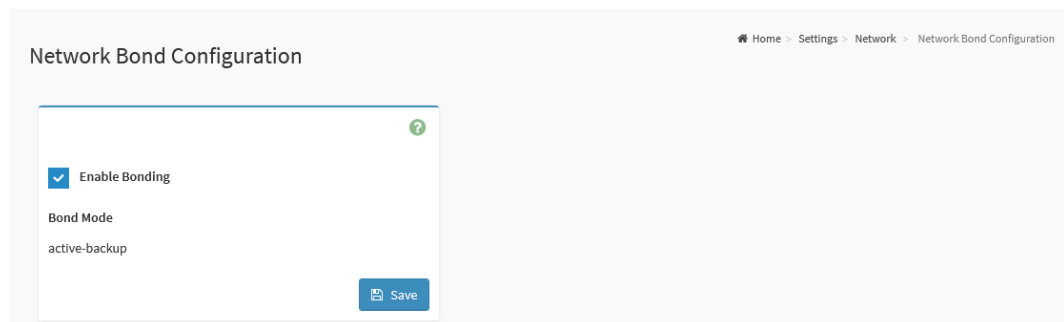 Home > Settings > Network > Network Bond Configuration
Network Bond Configuration
?
Enable Bonding
Bond Mode
active-backup
Save